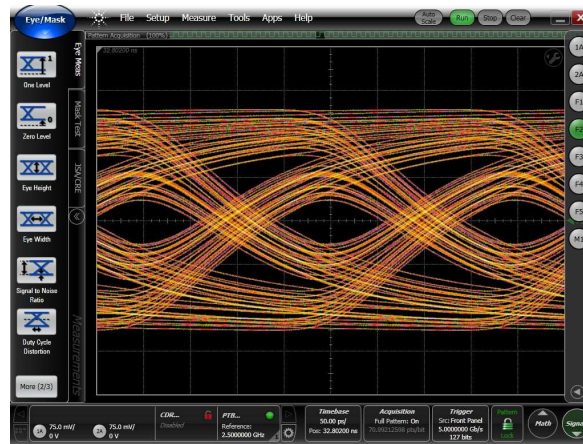 Eye/Mask
File Setup Measure Tools Apps Help
Auto Scale
Run
Stop
Clear
Pattern Acquisition (100%)
32.80200 ns
Eye Meas
Mask Test
JSA/CRE
One Level
Zero Level
Eye Height
Eye Width
Signal to Noise
Ratio
Duty Cycle
Distortion
More (2/3)
Measurements
1A
2A
F1
F2
F3
F4
F5
M1
1A 75.0 mV/
0 V
2A 75.0 mV/
0 V
CDR...
Disabled
PTB...
Reference:
2.5000000 GHz
Timebase
50.00 ps/
Pos: 32.80200 ns
Acquisition
Full Pattern: On
70.99212598 pts/bit
Trigger
Src: Front Panel
5.0000000 Gb/s
127 bits
Pattern
Lock
Math